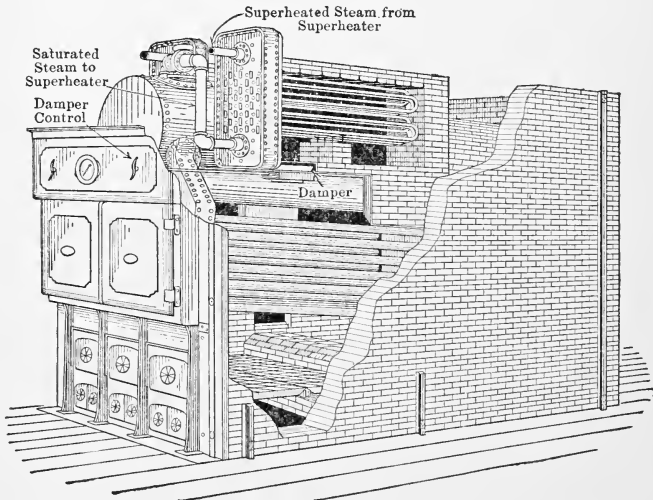 Superheated Steam from
Superheater
Saturated
Steam to
Superheater
Damper
Control
Damper